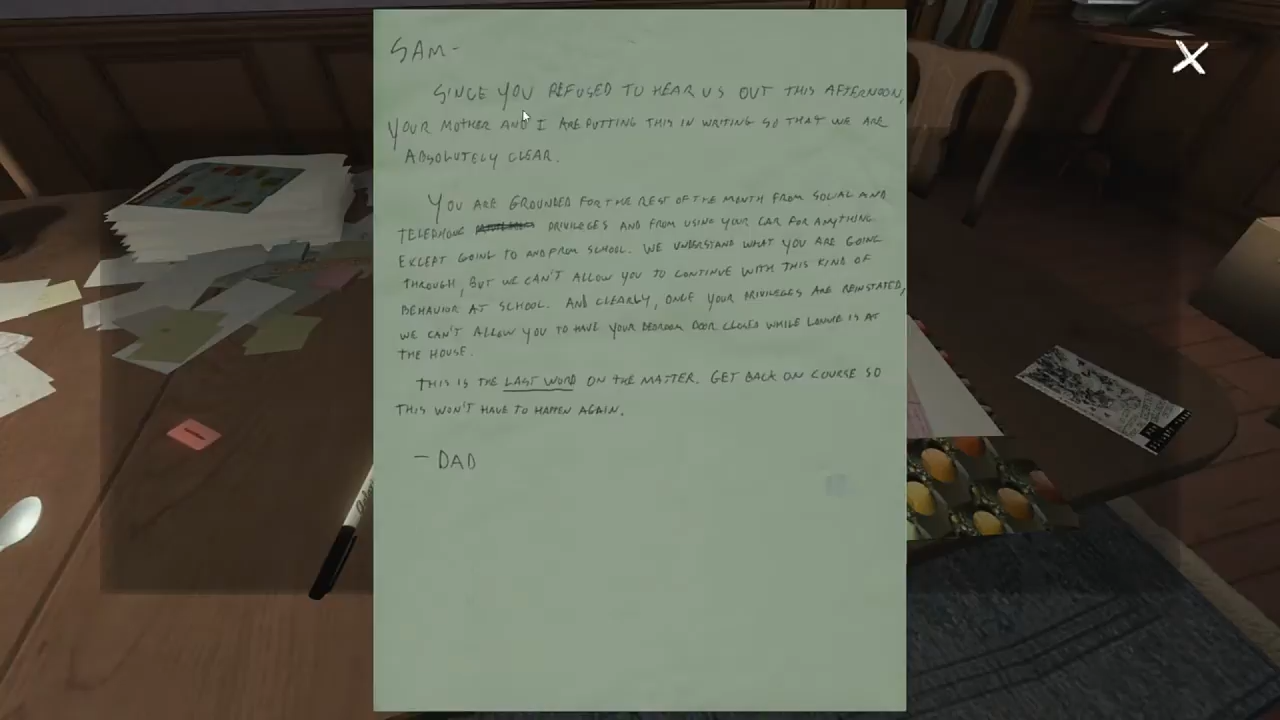 SAM-
SINCE YOU REFUSED TO HEAR US OUT THIS AFTERNOON,
YOUR MOTHER AND I ARE PUTTING THIS IN WRITING SO THAT WE ARE
ABSOLUTELY CLEAR.
YOU ARE GROUNDED FOR THE REST OF THE MONTH FROM SOCIAL AND
TELEPHONE PRIVILEGES AND FROM USING YOUR CAR FOR ANYTHING
EXCEPT GOING TO AND FROM SCHOOL. WE UNDERSTAND WHAT YOU ARE GOING
THROUGH, BUT WE CAN'T ALLOW YOU TO CONTINUE WITH THIS KIND OF
BEHAVIOR AT SCHOOL. AND CLEARLY, ONCE YOUR PRIVILEGES ARE REINSTATED,
WE CAN'T ALLOW YOU TO HAVE YOUR BEDROOM DOOR CLOSED WHILE LONNIE IS AT
THE HOUSE.
THIS IS THE LAST WORD ON THE MATTER. GET BACK ON COURSE SO
THIS WON'T HAVE TO HAPPEN AGAIN.
- DAD